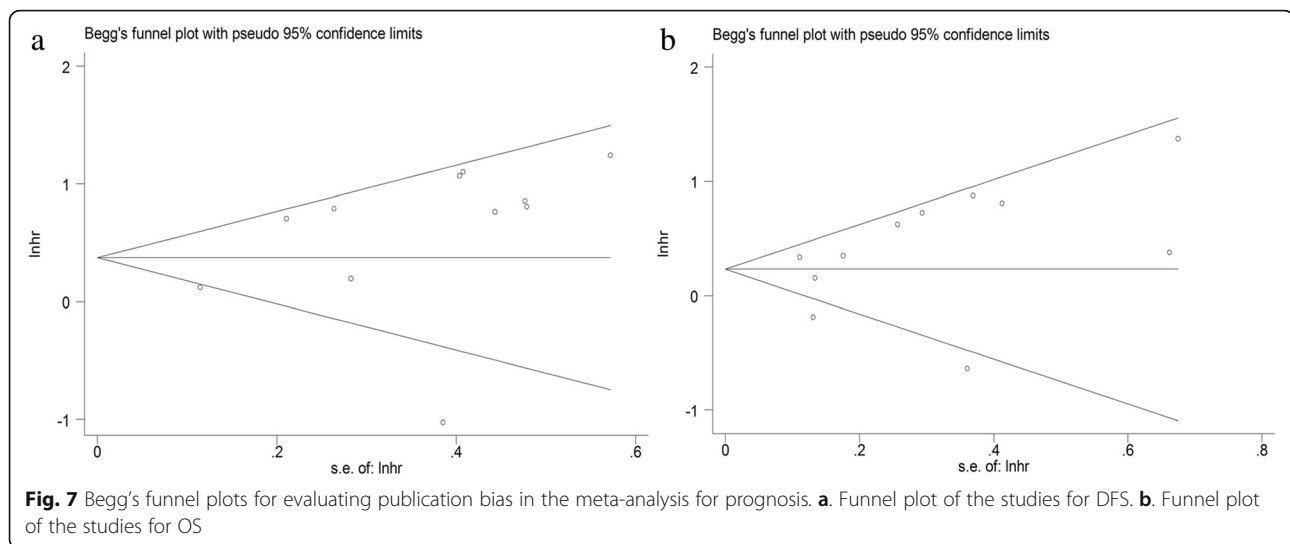 a
Begg's funnel plot with pseudo 95% confidence limits
2
1
0
-1
lnhr
0
.2
.4
.6
s.e. of: lnhr
b
Begg's funnel plot with pseudo 95% confidence limits
2
1
0
-1
lnhr
0
.2
.4
.6
.8
s.e. of: lnhr
Fig. 7 Begg's funnel plots for evaluating publication bias in the meta-analysis for prognosis. a. Funnel plot of the studies for DFS. b. Funnel plot
of the studies for OS